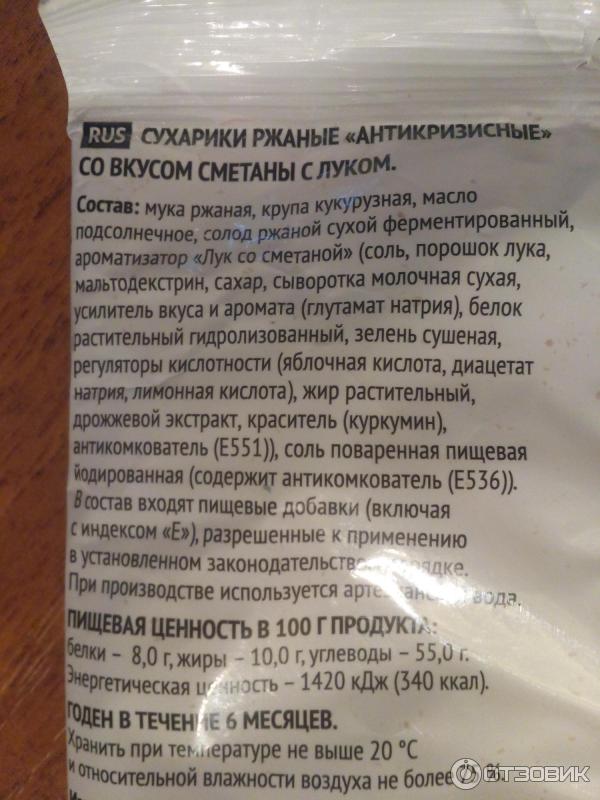 RUS СУХАРИКИ РЖАНЫЕ «АНТИКРИЗИСНЫЕ»
СО ВКУСОМ СМЕТАНЫ С ЛУКОМ.
Состав: мука ржаная, крупа кукурузная, масло
подсолнечное, солод ржаной сухой ферментированный,
ароматизатор «Лук со сметаной» (соль, порошок лука,
мальтодекстрин, сахар, сыворотка молочная сухая,
усилитель вкуса и аромата (глутамат натрия), белок
растительный гидролизованный, зелень сушеная,
регуляторы кислотности (яблочная кислота, диацетат
натрия, лимонная кислота), жир растительный,
дрожжевой экстракт, краситель (куркумин),
антикомкователь (Е551)), соль поваренная пищевая
йодированная (содержит антикомкователь (Е536)).
В состав входят пищевые добавки (включая
с индексом «Е»), разрешенные к применению
в установленном
При производстве используется вода.
ПИЩЕВАЯ ЦЕННОСТЬ В 100 Г ПРОДУКТА:
белки – 8,0 г, жиры – 10,0 г, углеводы – 55,0 г.
Энергетическая ценность – 1420 кДж (340 ккал).
ГОДЕН В ТЕЧЕНИЕ 6 МЕСЯЦЕВ.
Хранить при температуре не выше 20 °С
и относительной влажности воздуха не более
ОТЗОВИК